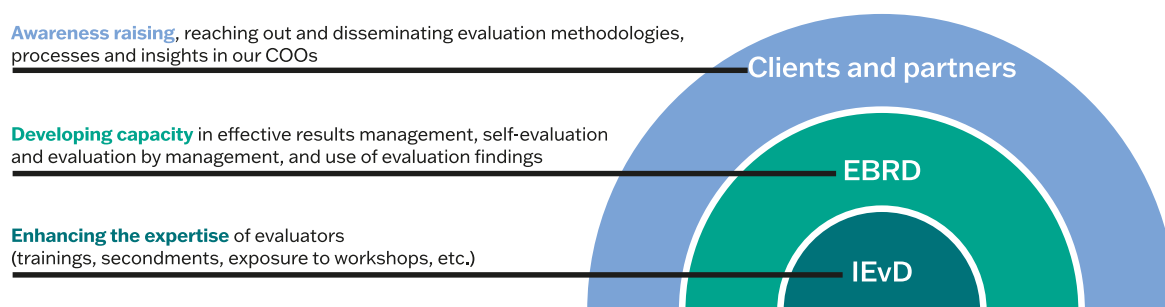 Awareness raising, reaching out and disseminating evaluation methodologies,
processes and insights in our COOs
Clients and partners
Developing capacity in effective results management, self-evaluation
and evaluation by management, and use of evaluation findings
EBRD
Enhancing the expertise of evaluators
(trainings, secondments, exposure to workshops, etc.)
IEvD